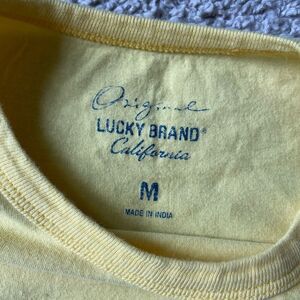 Original
LUCKY BRAND®
California
M
MADE IN INDIA